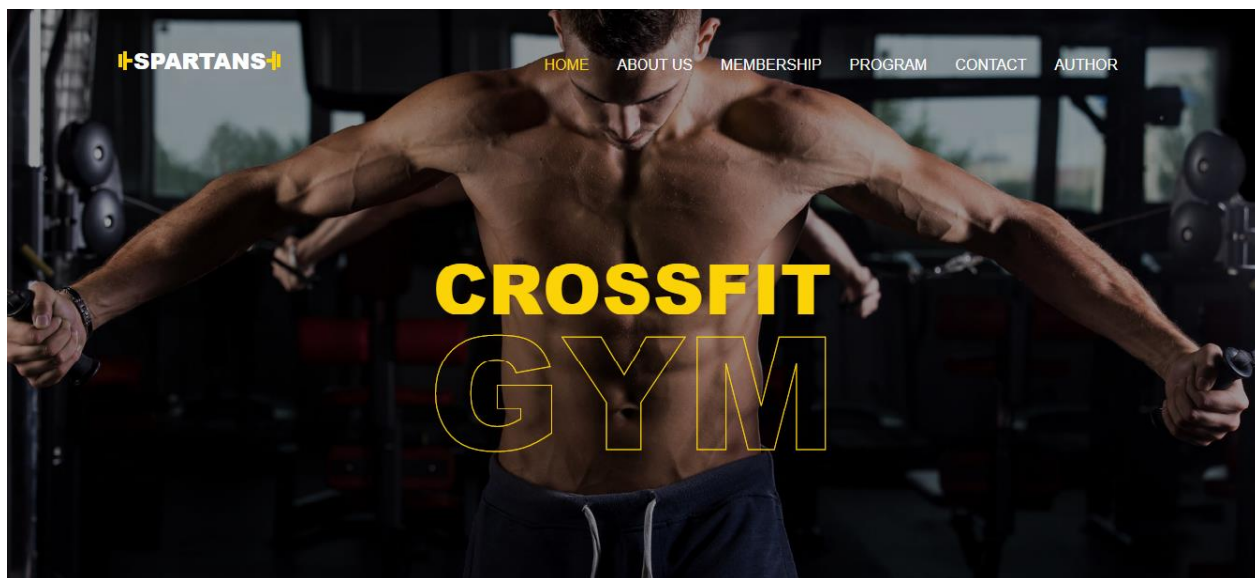 SPARTANS
HOME ABOUT US MEMBERSHIP PROGRAM CONTACT AUTHOR
CROSSFIT
GYM